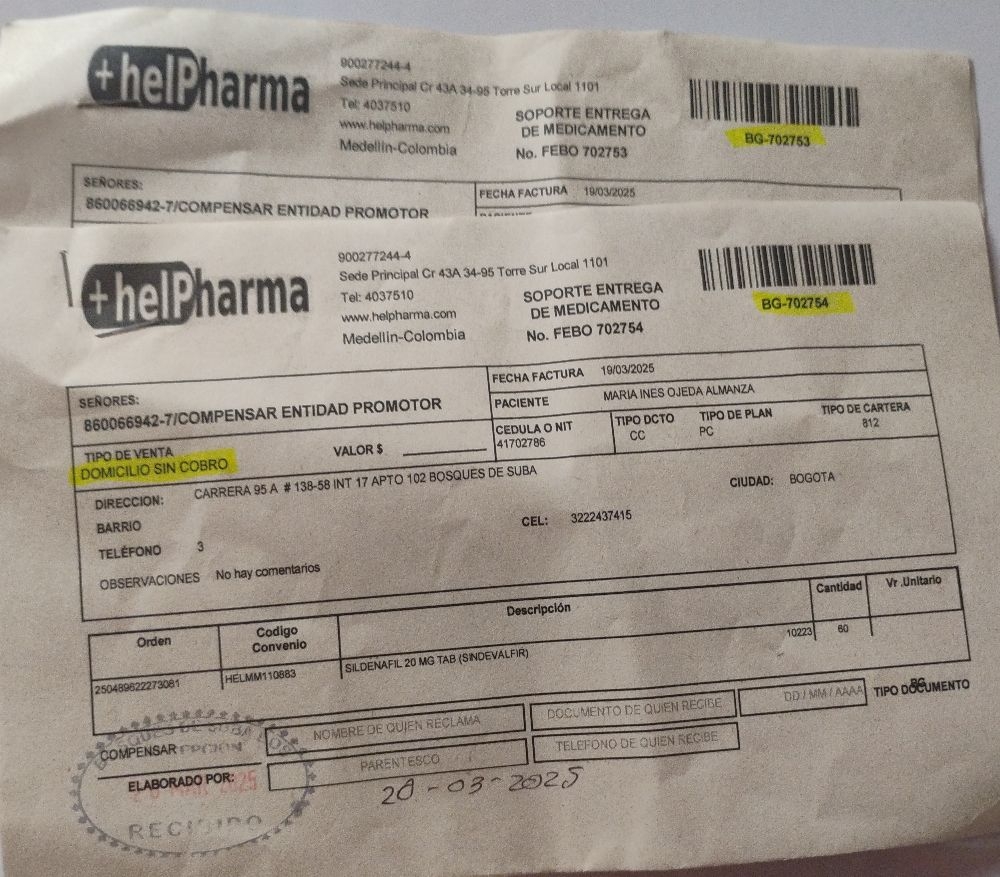 +helPharma
900277244-4
Sede Principal Cr 43A 34-95 Torre Sur Local 1101
Tel: 4037510
www.helpharma.com
Medellin-Colombia
SOPORTE ENTREGA
DE MEDICAMENTO
No. FEBO 702753
BG-702753
SEÑORES:
860066942-7/COMPENSAR ENTIDAD PROMOTOR
FECHA FACTURA 19/03/2025
+helPharma
900277244-4
Sede Principal Cr 43A 34-95 Torre Sur Local 1101
Tel: 4037510
www.helpharma.com
Medellin-Colombia
SOPORTE ENTREGA
DE MEDICAMENTO
No. FEBO 702754
BG-702754
SEÑORES:
860066942-7/COMPENSAR ENTIDAD PROMOTOR
FECHA FACTURA 19/03/2025
PACIENTE MARIA INES OJEDA ALMANZA
TIPO DE VENTA
DOMICILIO SIN COBRO
VALOR $
CEDULA O NIT
41702786
TIPO DCTO
CC
TIPO DE PLAN
PC
TIPO DE CARTERA
812
DIRECCION: CARRERA 95 A # 138-58 INT 17 APTO 102 BOSQUES DE SUBA
CIUDAD: BOGOTA
BARRIO
CEL: 3222437415
TELÉFONO 3
OBSERVACIONES No hay comentarios
Orden Codigo Convenio Descripción Cantidad Vr .Unitario
250489622273081 HELMM110883 SILDENAFIL 20 MG TAB (SINDEVALFIR) 10223 60
COMPENSAR
ELABORADO POR:
NOMBRE DE QUIEN RECLAMA
DOCUMENTO DE QUIEN RECIBE
DD / MM / AAAA
TIPO DOCUMENTO
BG
PARENTESCO
TELEFONO DE QUIEN RECIBE
DE SUBA
2025
RECIBIDO
20-03-2025